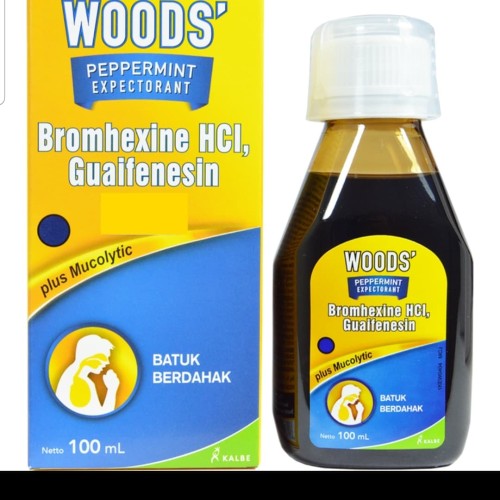 WOODS'
PEPPERMINT
EXPECTORANT
Bromhexine HCl,
Guaifenesin
plus Mucolytic
BATUK
BERDAHAK
Netto 100 mL
KALBE
WOODS'
PEPPERMINT
EXPECTORANT
Bromhexine HCl,
Guaifenesin
plus Mucolytic
BATUK
BERDAHAK
Netto 100 mL
KALBE